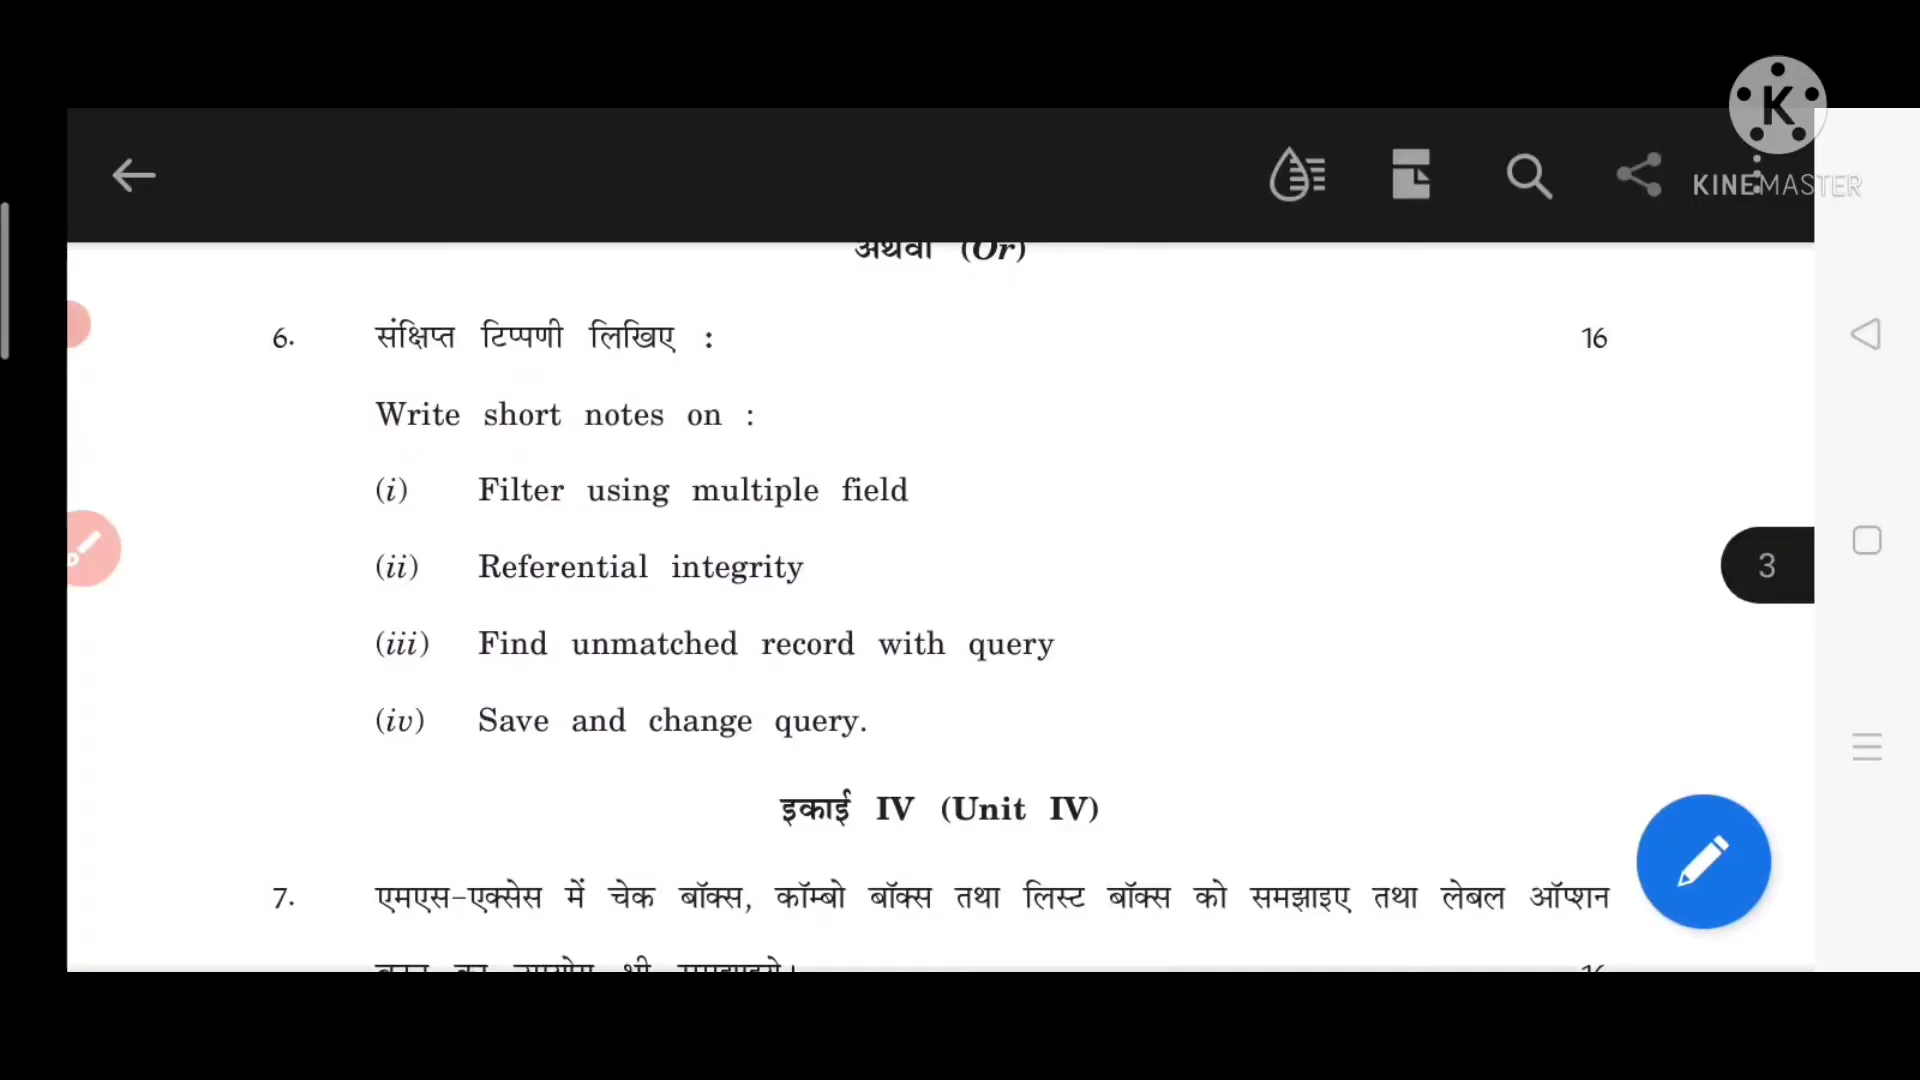 KINEMASTER
अथवा (Or)
6. संक्षिप्त टिप्पणी लिखिए : 16
Write short notes on :
(i) Filter using multiple field
(ii) Referential integrity
3
(iii) Find unmatched record with query
(iv) Save and change query.
इकाई IV (Unit IV)
7. एमएस-एक्सेस में चेक बॉक्स, कॉम्बो बॉक्स तथा लिस्ट बॉक्स को समझाइए तथा लेबल ऑप्शन